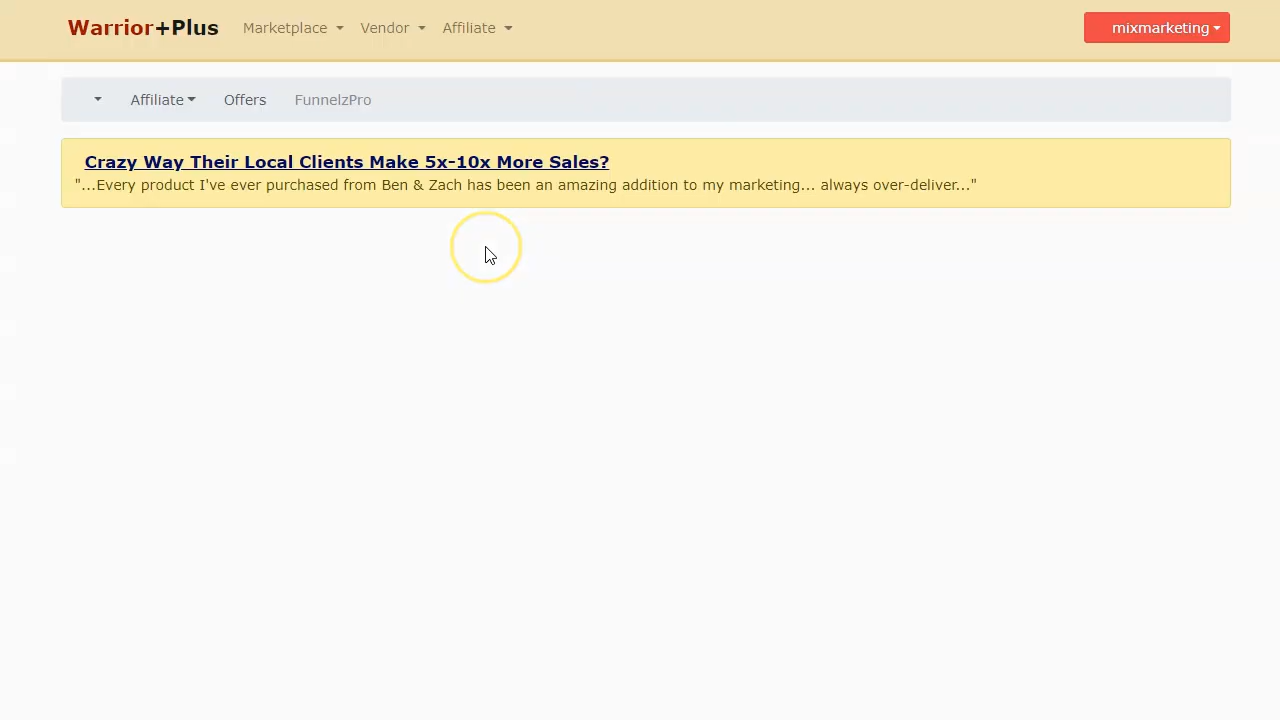 Warrior+Plus Marketplace Vendor Affiliate mixmarketing
Affiliate Offers FunnelzPro
Crazy Way Their Local Clients Make 5x-10x More Sales?
"...Every product I've ever purchased from Ben & Zach has been an amazing addition to my marketing... always over-deliver..."